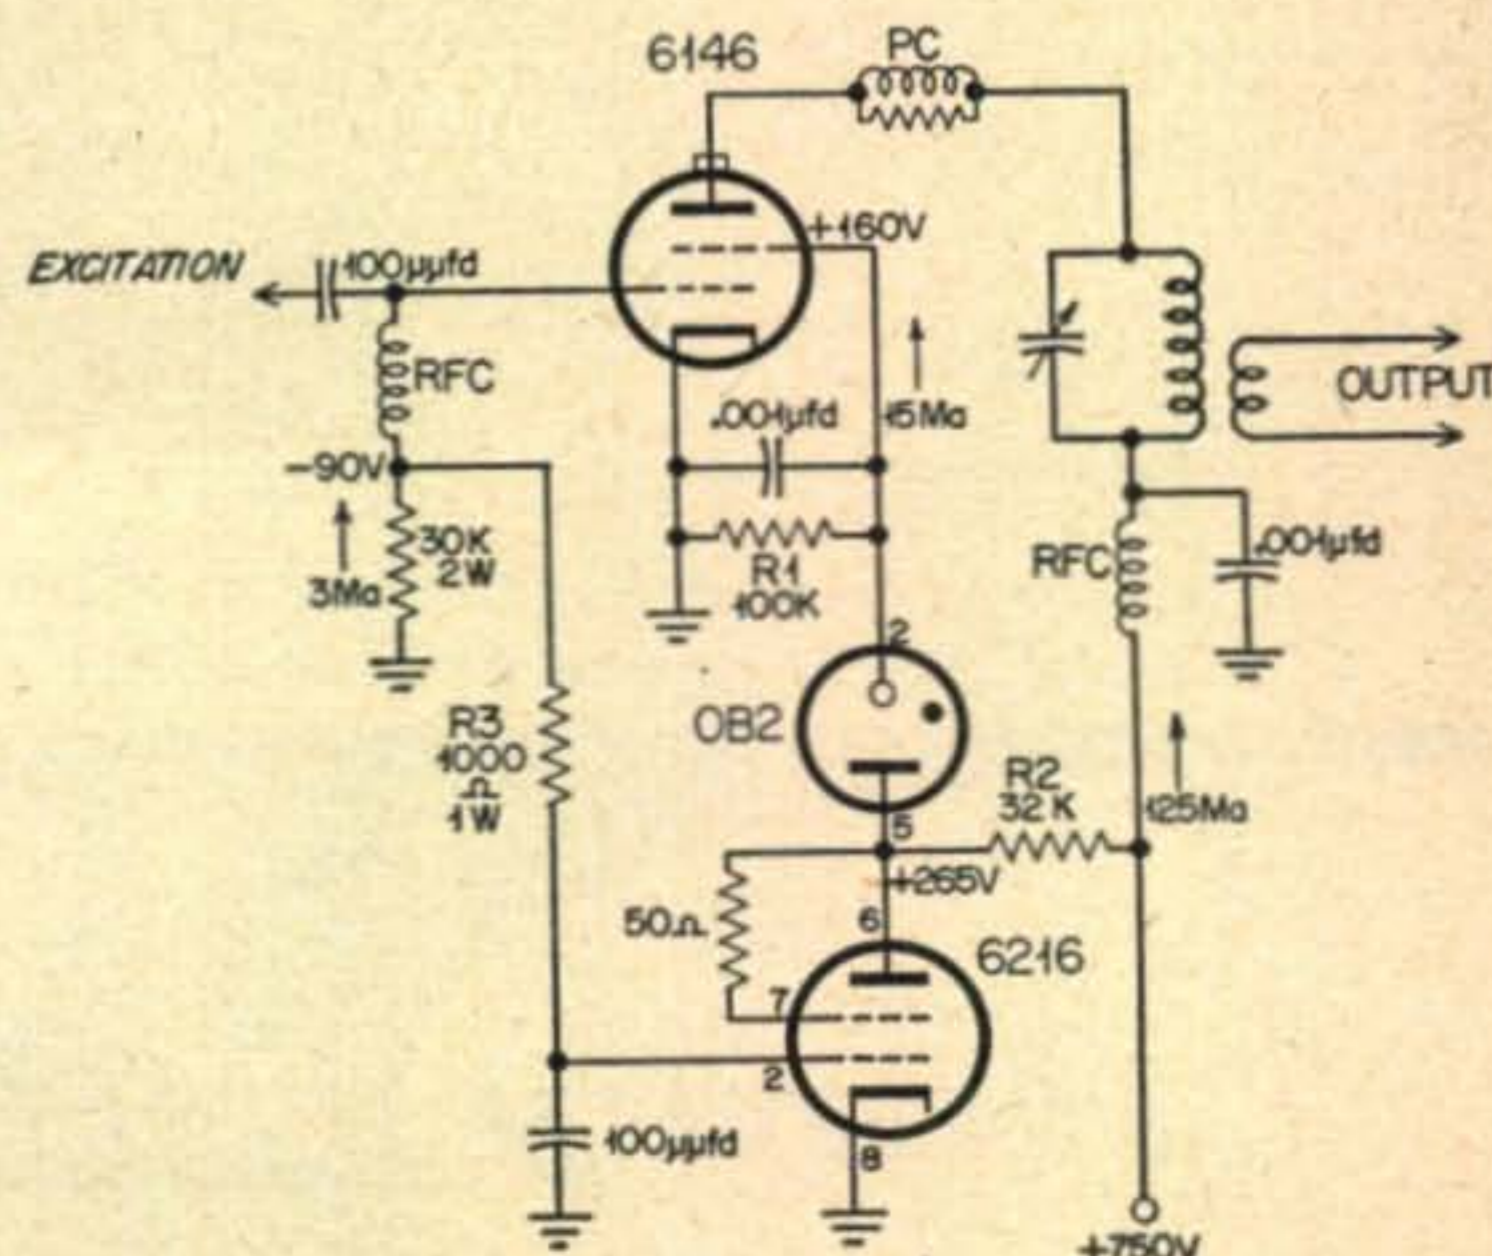 6146
PC
+160V
EXCITATION
100µµfd
RFC
.001µfd
15Ma
OUTPUT
-90V
30K
2W
3Ma
R1
100K
RFC
.001µfd
2
R3
1000
Ω
1W
OB2
R2
32K
125Ma
5
+265V
50Ω
6
6216
7
2
100µµfd
8
+750V